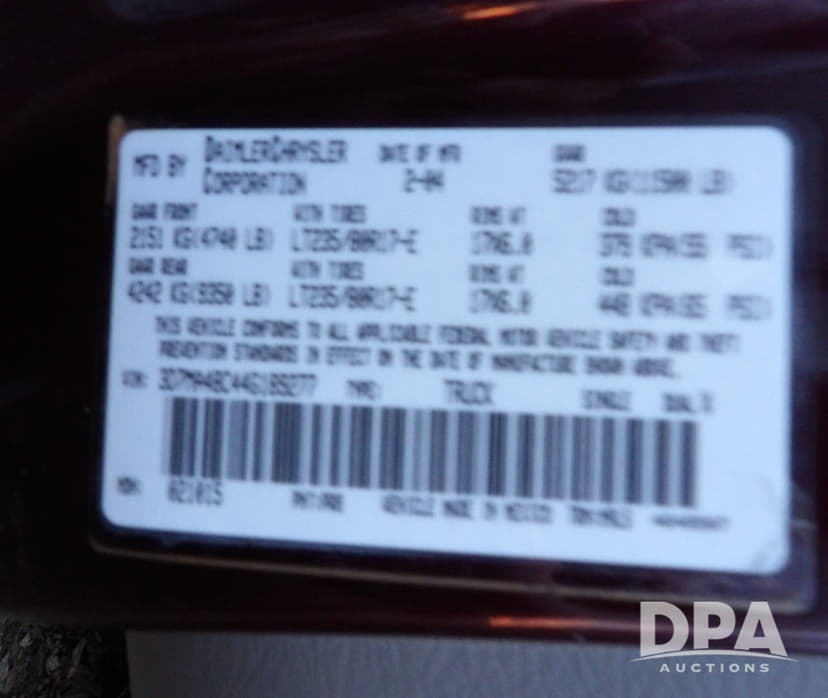 MFD BY DAIMLERCHRYSLER CORPORATION DATE OF MFR 2-04 GVWR 5217 KG(11500 LB)
GAWR FRONT WITH TIRES RIMS AT COLD
2151 KG(4740 LB) LT235/80R17-E 17X6.0 KPA( PSI)
GAWR REAR WITH TIRES RIMS AT COLD
4242 KG(9350 LB) LT235/80R17-E 17X6.0 KPA( PSI)
THIS VEHICLE CONFORMS TO ALL APPLICABLE FEDERAL MOTOR VEHICLE SAFETY AND THEFT
PREVENTION STANDARDS IN EFFECT ON THE DATE OF MANUFACTURE SHOWN ABOVE.
VIN: TYPE: TRUCK SINGLE DUAL X
MDH: 021015 VEHICLE MADE IN MEXICO
DPA
AUCTIONS